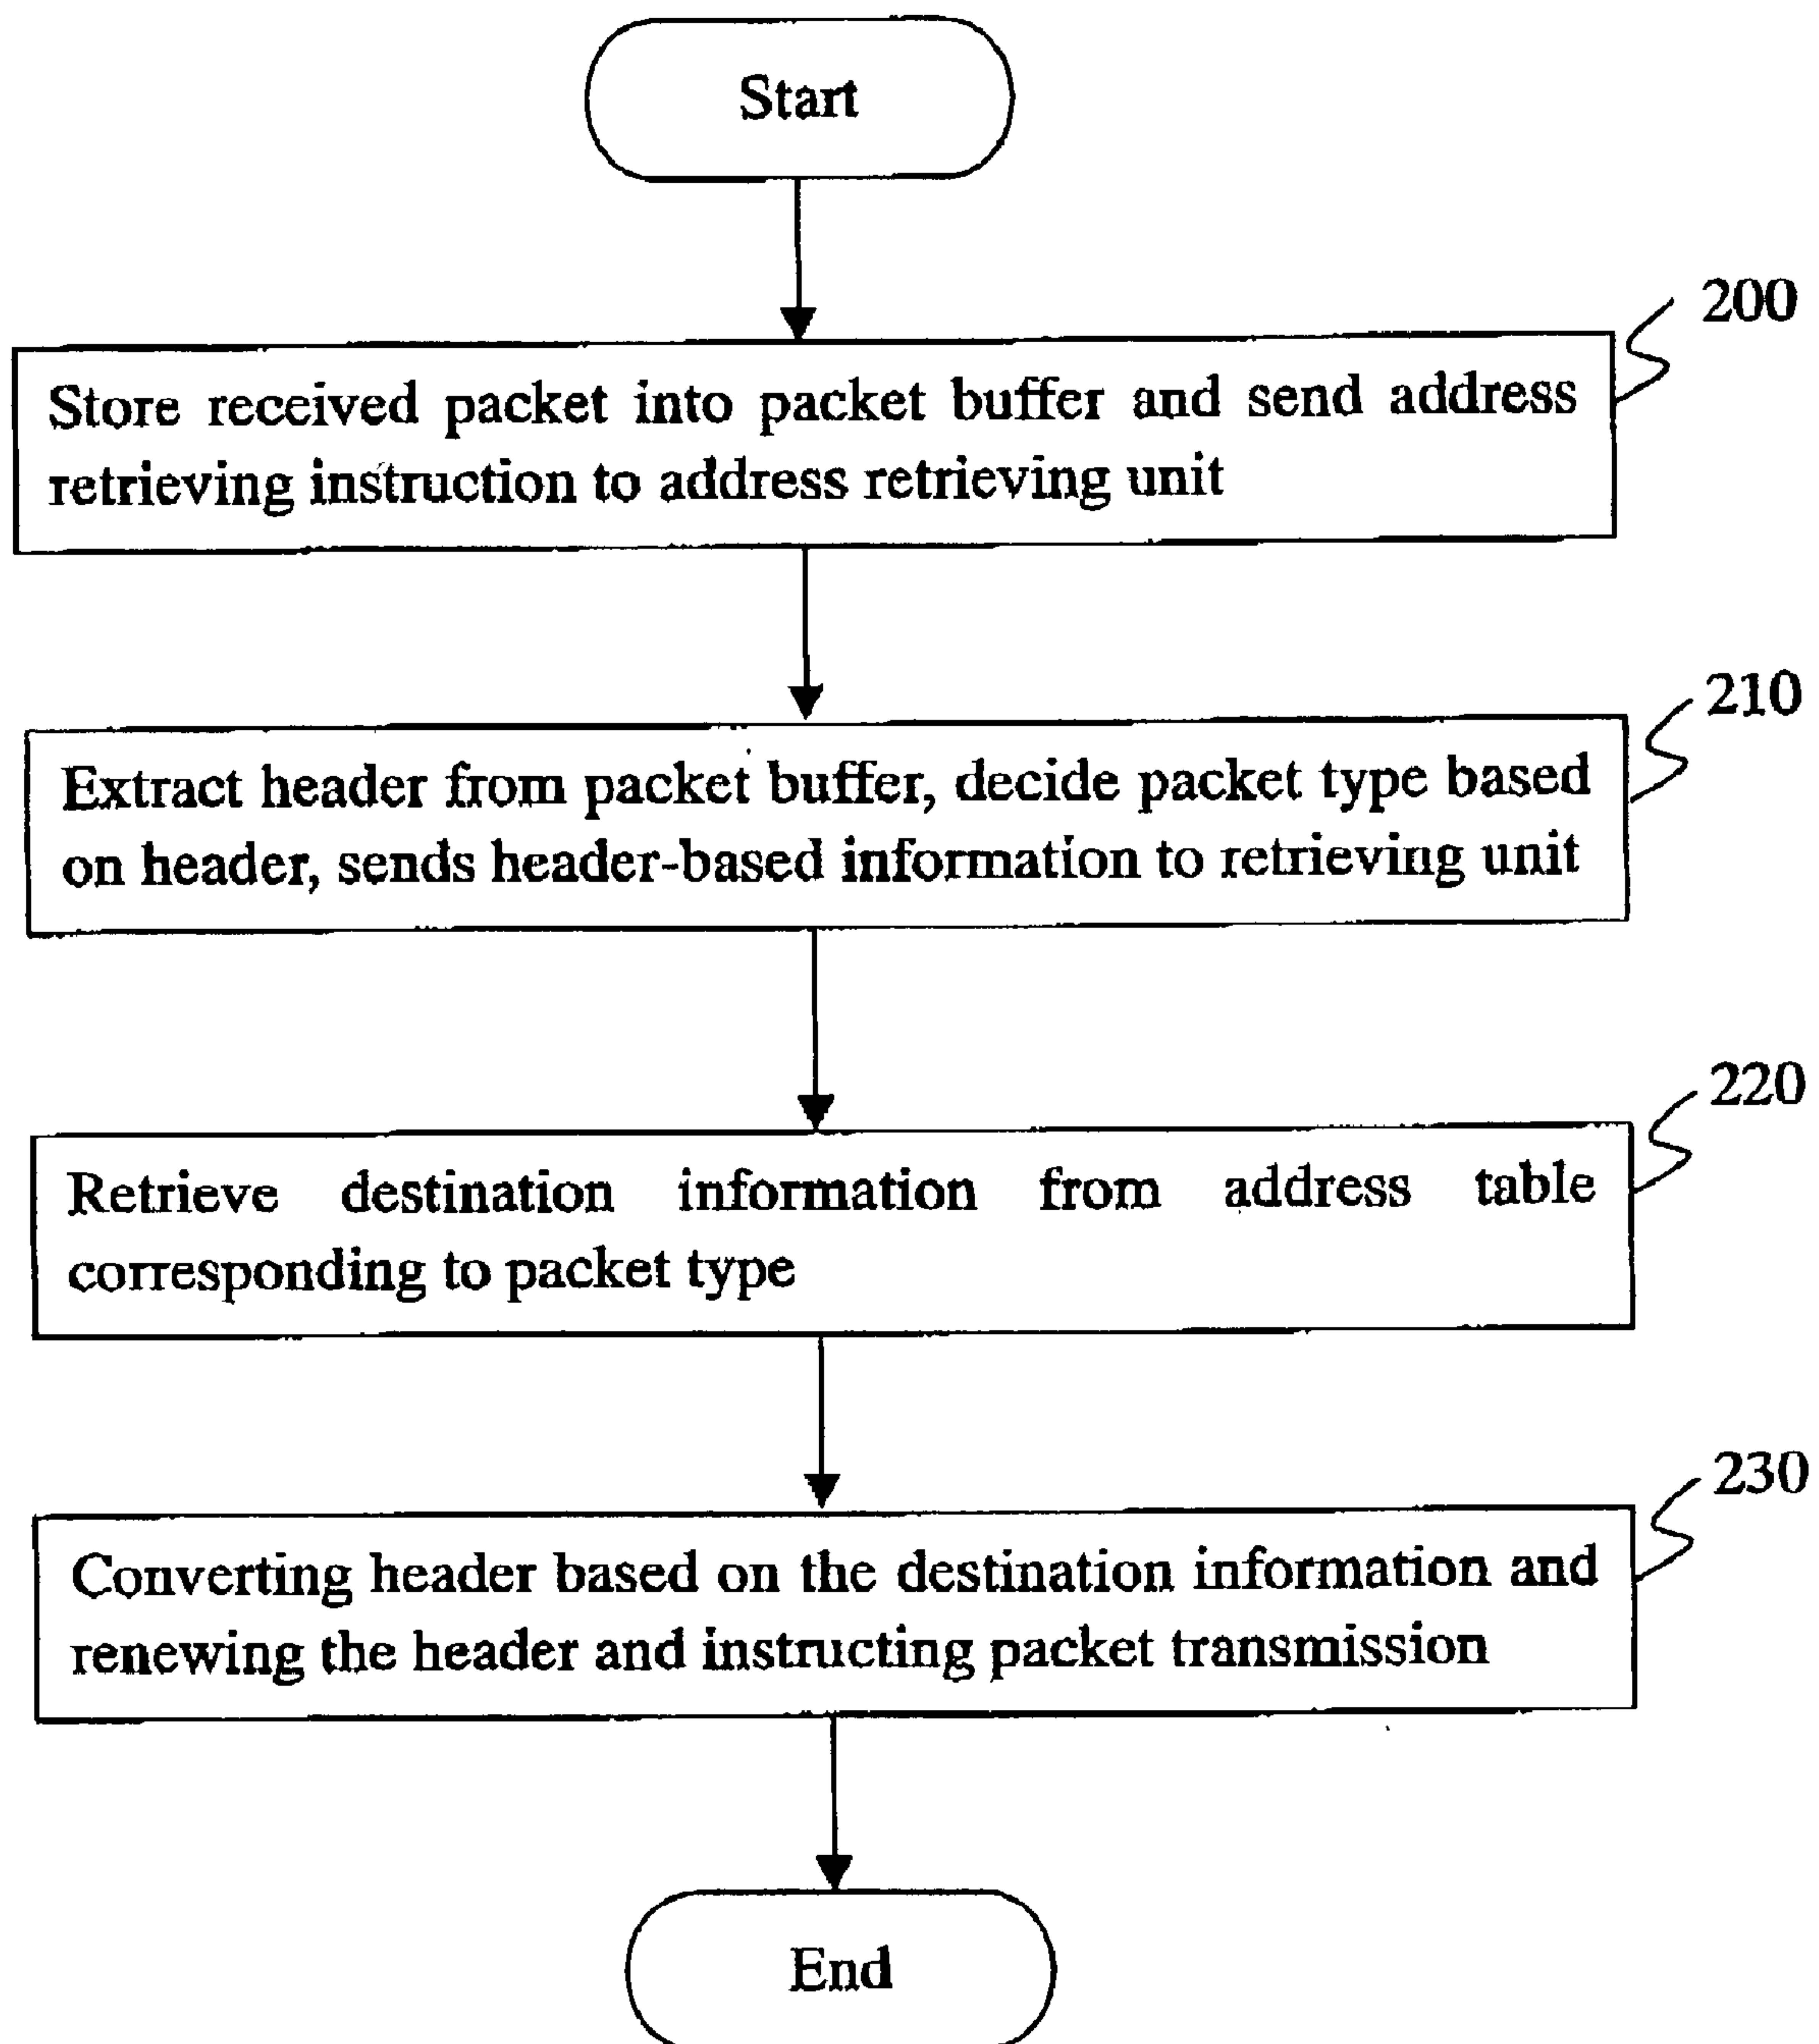 Start
200
Store received packet into packet buffer and send address
retrieving instruction to address retrieving unit
210
Extract header from packet buffer, decide packet type based
on header, sends header-based information to retrieving unit
220
Retrieve destination information from address table
corresponding to packet type
230
Converting header based on the destination information and
renewing the header and instructing packet transmission
End